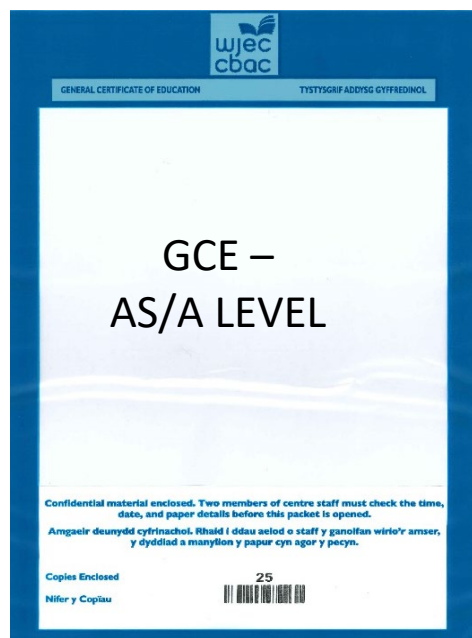 wjec
cbac
GENERAL CERTIFICATE OF EDUCATION
TYSTYSGRIF ADDYSG GYFFREDINOL
GCE –
AS/A LEVEL
Confidential material enclosed. Two members of centre staff must check the time,
date, and paper details before this packet is opened.
Amgaeir deunydd cyfrinachol. Rhaid i ddau aelod o staff y ganolfan wirio'r amser,
y dyddiad a manylion y papur cyn agor y pecyn.
Copies Enclosed
25
Nifer y Copïau